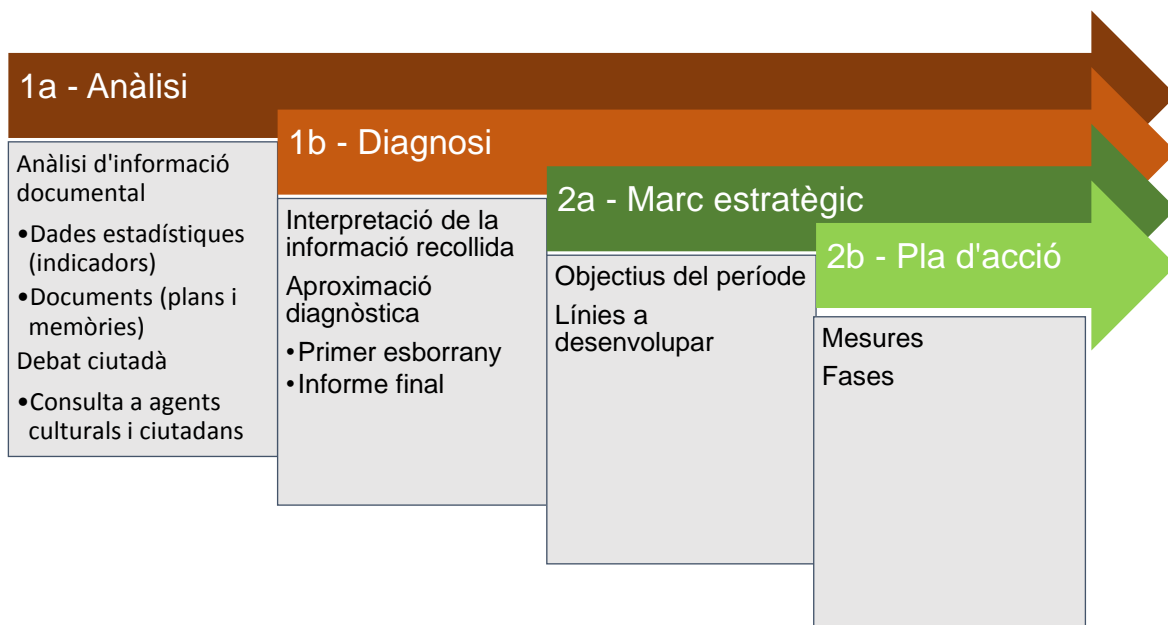 1a - Anàlisi
Anàlisi d'informació
documental
•Dades estadístiques
(indicadors)
•Documents (plans i
memòries)
Debat ciutadà
•Consulta a agents
culturals i ciutadans
1b - Diagnosi
Interpretació de la
informació recollida
Aproximació
diagnòstica
•Primer esborrany
•Informe final
2a - Marc estratègic
Objectius del període
Línies a
desenvolupar
2b - Pla d'acció
Mesures
Fases